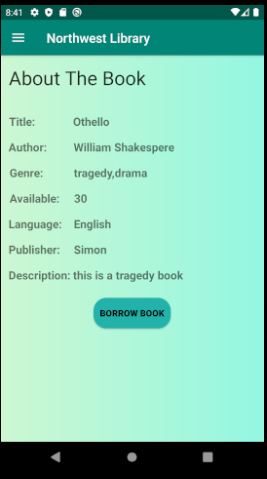 8:41
Northwest Library
About The Book
Title: Othello
Author: William Shakespere
Genre: tragedy,drama
Available: 30
Language: English
Publisher: Simon
Description: this is a tragedy book
BORROW BOOK